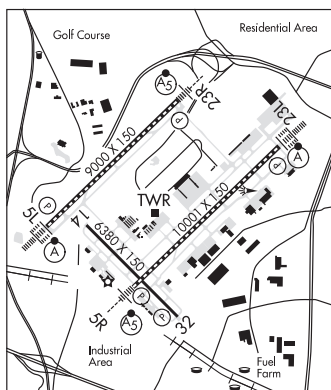 Golf Course
Residential Area
A5
23R
P
23L
A
P
9000 X 150
TWR
10001 X 150
P
5L
A
14
6380 X 150
P
P
5R
A5
32
Industrial
Area
Fuel
Farm